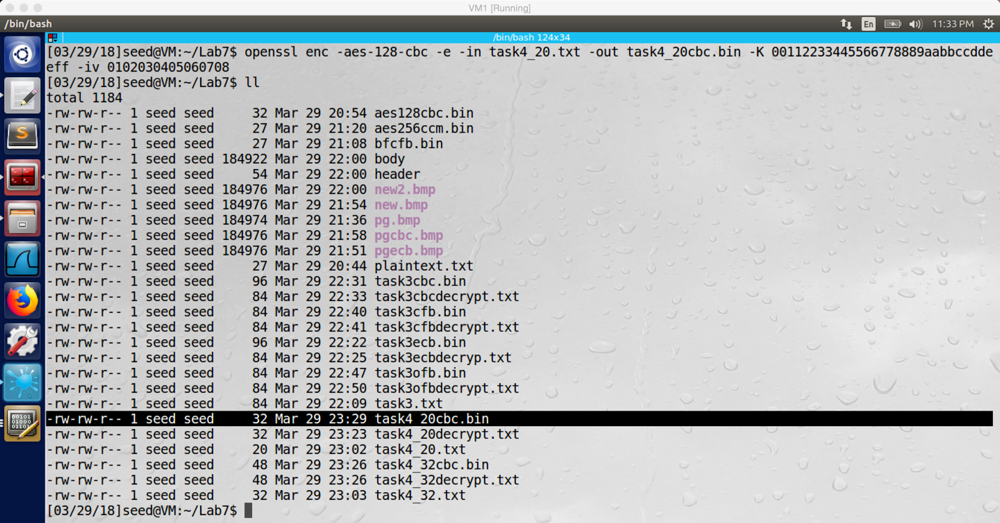 VM1 [Running]
/bin/bash En 11:33 PM
/bin/bash 124x34
[03/29/18]seed@VM:~/Lab7$ openssl enc -aes-128-cbc -e -in task4_20.txt -out task4_20cbc.bin -K 00112233445566778889aabbccdde
eff -iv 0102030405060708
[03/29/18]seed@VM:~/Lab7$ ll
total 1184
-rw-rw-r-- 1 seed seed     32 Mar 29 20:54 aes128cbc.bin
-rw-rw-r-- 1 seed seed     27 Mar 29 21:20 aes256ccm.bin
-rw-rw-r-- 1 seed seed     27 Mar 29 21:08 bfcfb.bin
-rw-rw-r-- 1 seed seed 184922 Mar 29 22:00 body
-rw-rw-r-- 1 seed seed     54 Mar 29 22:00 header
-rw-rw-r-- 1 seed seed 184976 Mar 29 22:00 new2.bmp
-rw-rw-r-- 1 seed seed 184976 Mar 29 21:54 new.bmp
-rw-rw-r-- 1 seed seed 184974 Mar 29 21:36 pg.bmp
-rw-rw-r-- 1 seed seed 184976 Mar 29 21:58 pgcbc.bmp
-rw-rw-r-- 1 seed seed 184976 Mar 29 21:51 pgecb.bmp
-rw-rw-r-- 1 seed seed     27 Mar 29 20:44 plaintext.txt
-rw-rw-r-- 1 seed seed     96 Mar 29 22:31 task3cbc.bin
-rw-rw-r-- 1 seed seed     84 Mar 29 22:33 task3cbcdecrypt.txt
-rw-rw-r-- 1 seed seed     84 Mar 29 22:40 task3cfb.bin
-rw-rw-r-- 1 seed seed     84 Mar 29 22:41 task3cfbdecrypt.txt
-rw-rw-r-- 1 seed seed     96 Mar 29 22:22 task3ecb.bin
-rw-rw-r-- 1 seed seed     84 Mar 29 22:25 task3ecbdecryp.txt
-rw-rw-r-- 1 seed seed     84 Mar 29 22:47 task3ofb.bin
-rw-rw-r-- 1 seed seed     84 Mar 29 22:50 task3ofbdecrypt.txt
-rw-rw-r-- 1 seed seed     84 Mar 29 22:09 task3.txt
-rw-rw-r-- 1 seed seed     32 Mar 29 23:29 task4_20cbc.bin
-rw-rw-r-- 1 seed seed     32 Mar 29 23:23 task4_20decrypt.txt
-rw-rw-r-- 1 seed seed     20 Mar 29 23:02 task4_20.txt
-rw-rw-r-- 1 seed seed     48 Mar 29 23:26 task4_32cbc.bin
-rw-rw-r-- 1 seed seed     48 Mar 29 23:26 task4_32decrypt.txt
-rw-rw-r-- 1 seed seed     32 Mar 29 23:03 task4_32.txt
[03/29/18]seed@VM:~/Lab7$